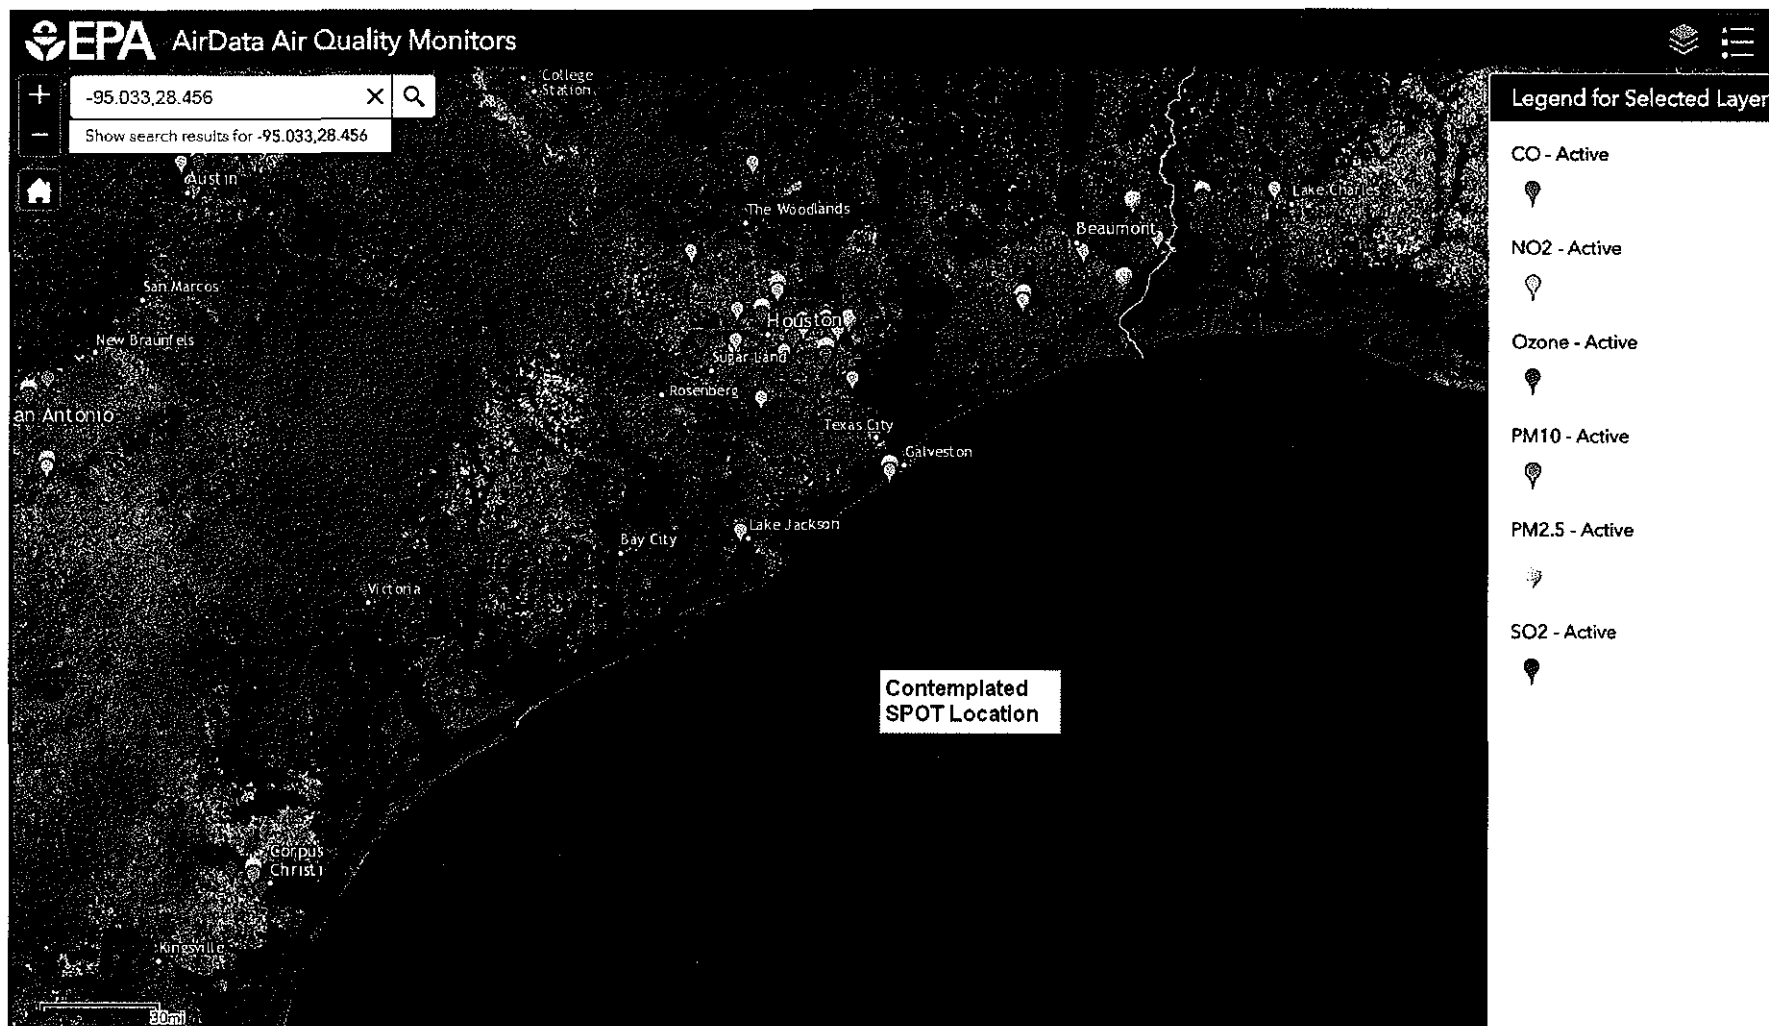 EPA AirData Air Quality Monitors
+
-95.033,28.456
Show search results for -95.033,28.456
−
College
Station
Austin
The Woodlands
Lake Charles
Beaumont
San Marcos
New Braunfels
Houston
Sugar Land
Rosenberg
an Antonio
Texas City
Galveston
Lake Jackson
Bay City
Victoria
Contemplated
SPOT Location
Corpus
Christi
Kingsville
30mi
Legend for Selected Layer
CO - Active
NO2 - Active
Ozone - Active
PM10 - Active
PM2.5 - Active
SO2 - Active